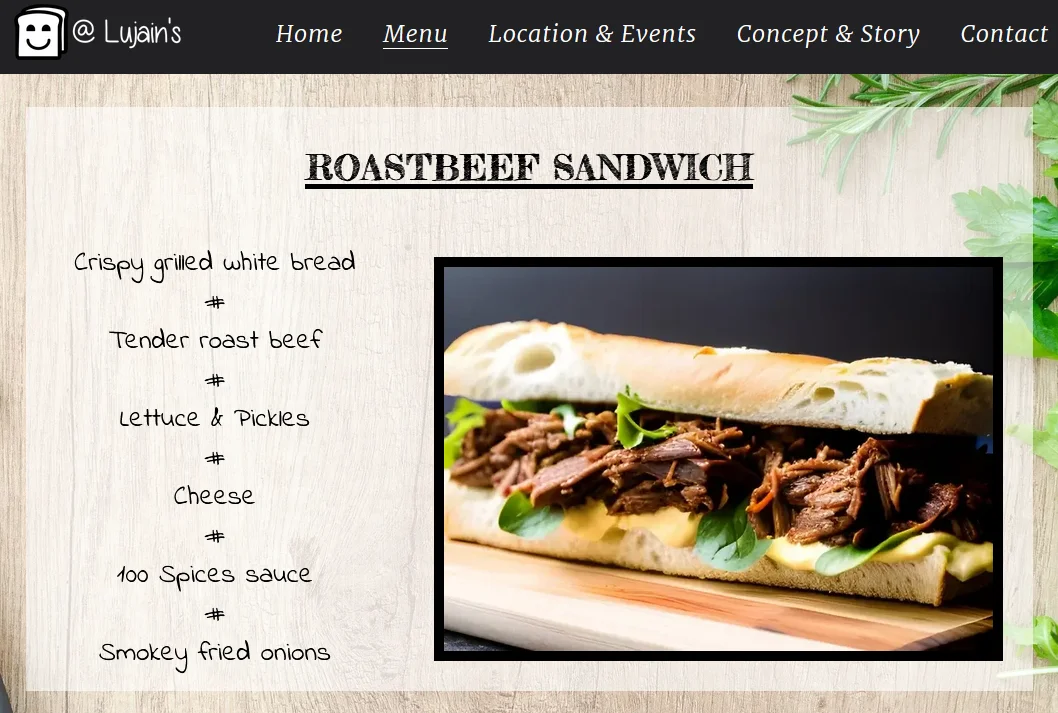 @ Lujain's
Home Menu Location & Events Concept & Story Contact
ROASTBEEF SANDWICH
Crispy grilled white bread
#
Tender roast beef
#
Lettuce & Pickles
#
Cheese
#
100 Spices sauce
#
Smokey fried onions